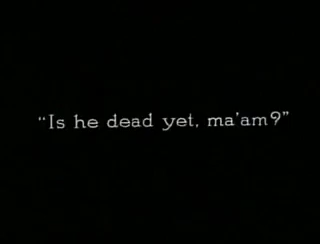 “Is he dead yet, ma'am?”